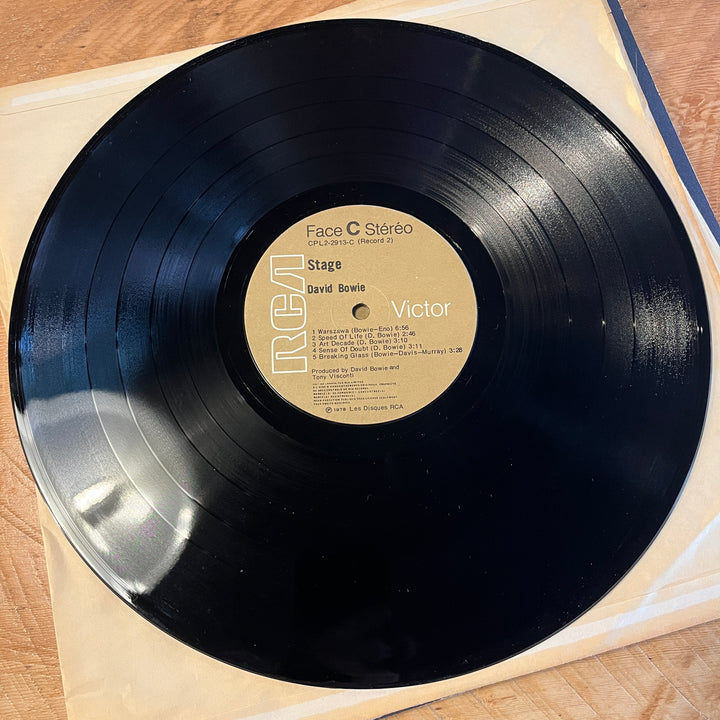 Face C Stéréo
CPL2-2913-C (Record 2)
RCA
Stage
David Bowie
Victor
1 Warszawa (Bowie—Eno) 6:56
2 Speed Of Life (D. Bowie) 2:46
3 Art Decade (D. Bowie) 3:10
4 Sense Of Doubt (D. Bowie) 3:11
5 Breaking Glass (Bowie—Davis—Murray) 3:28
Produced by David Bowie and
Tony Visconti
℗ 1978 Les Disques RCA